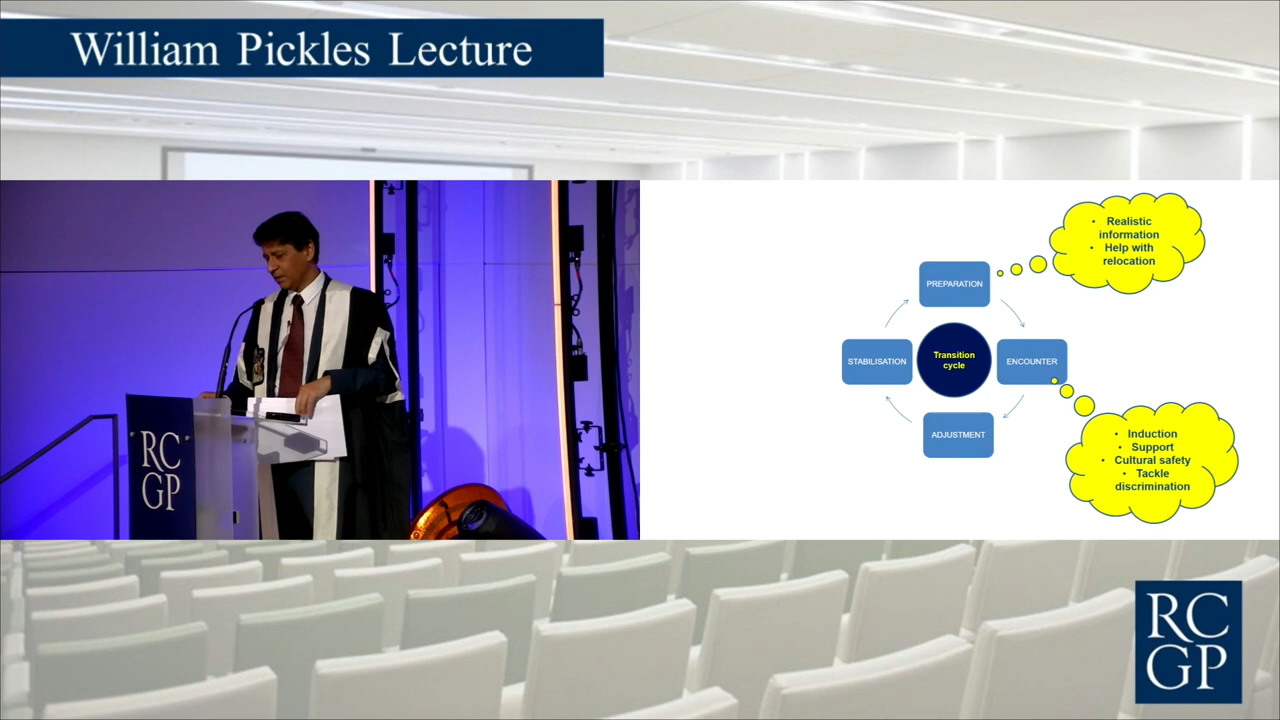 William Pickles Lecture
RC
GP
• Realistic
information
• Help with
relocation
PREPARATION
STABILISATION
Transition
cycle
ENCOUNTER
ADJUSTMENT
• Induction
• Support
• Cultural safety
• Tackle
discrimination
RC
GP